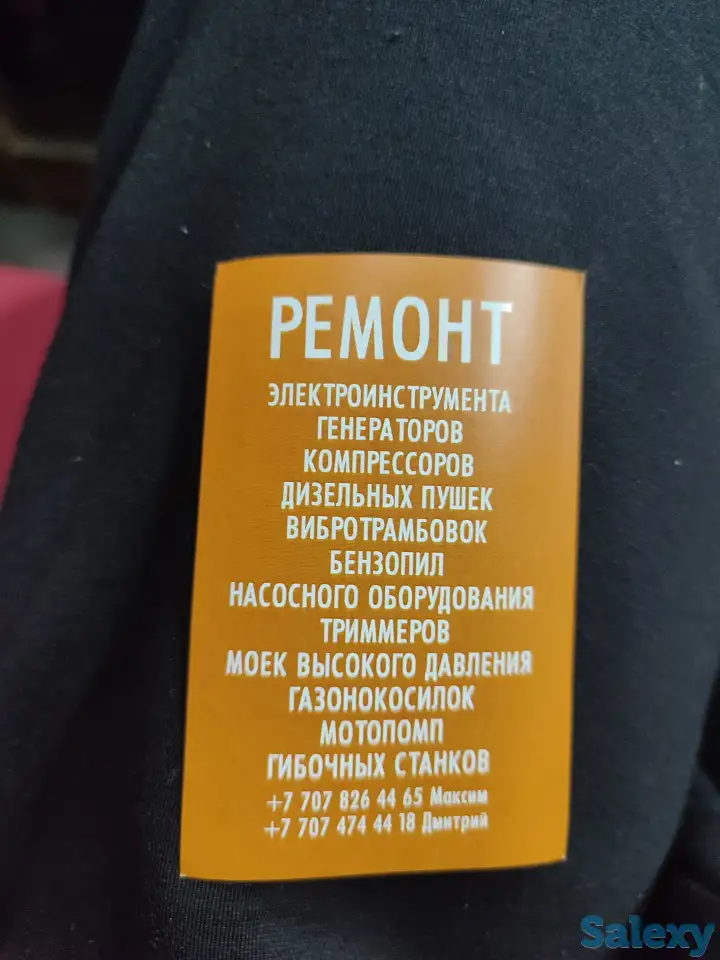 РЕМОНТ
ЭЛЕКТРОИНСТРУМЕНТА
ГЕНЕРАТОРОВ
КОМПРЕССОРОВ
ДИЗЕЛЬНЫХ ПУШЕК
ВИБРОТРАМБОВОК
БЕНЗОПИЛ
НАСОСНОГО ОБОРУДОВАНИЯ
ТРИММЕРОВ
МОЕК ВЫСОКОГО ДАВЛЕНИЯ
ГАЗОНОКОСИЛОК
МОТОПОМП
ГИБОЧНЫХ СТАНКОВ
+7 707 826 44 65 Максим
+7 707 474 44 18 Дмитрий
Salexy